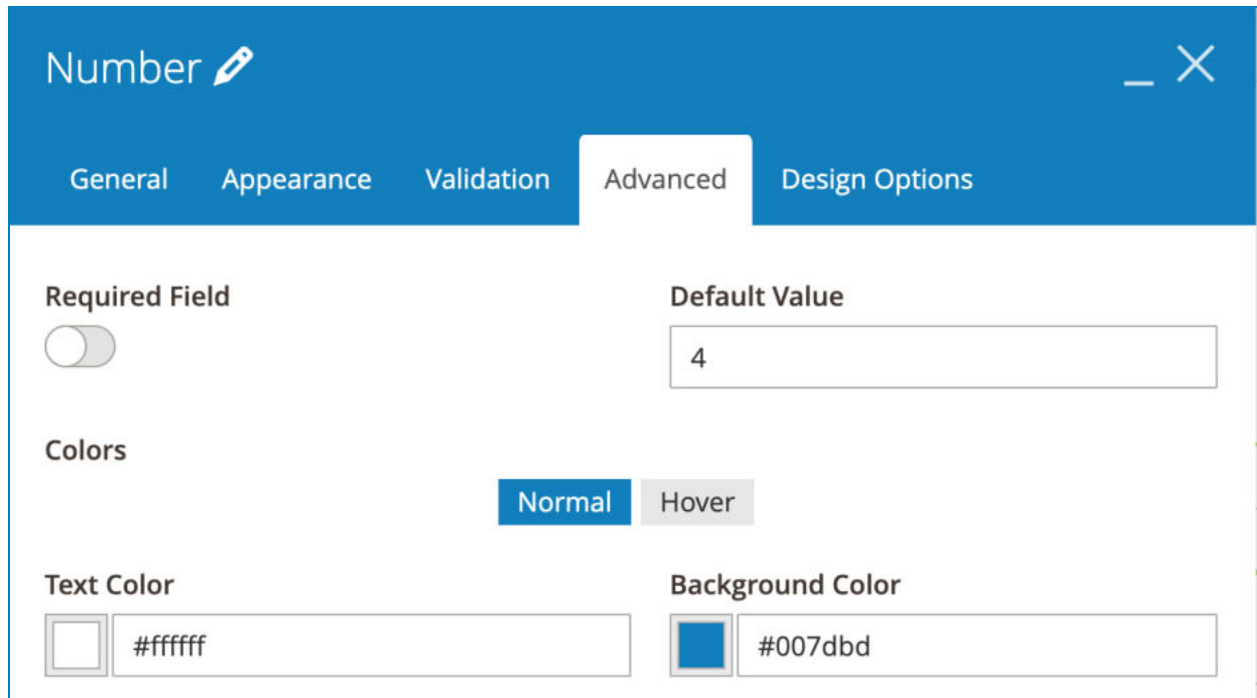 Number
General Appearance Validation Advanced Design Options
Required Field Default Value
4
Colors
Normal Hover
Text Color Background Color
#ffffff #007dbd